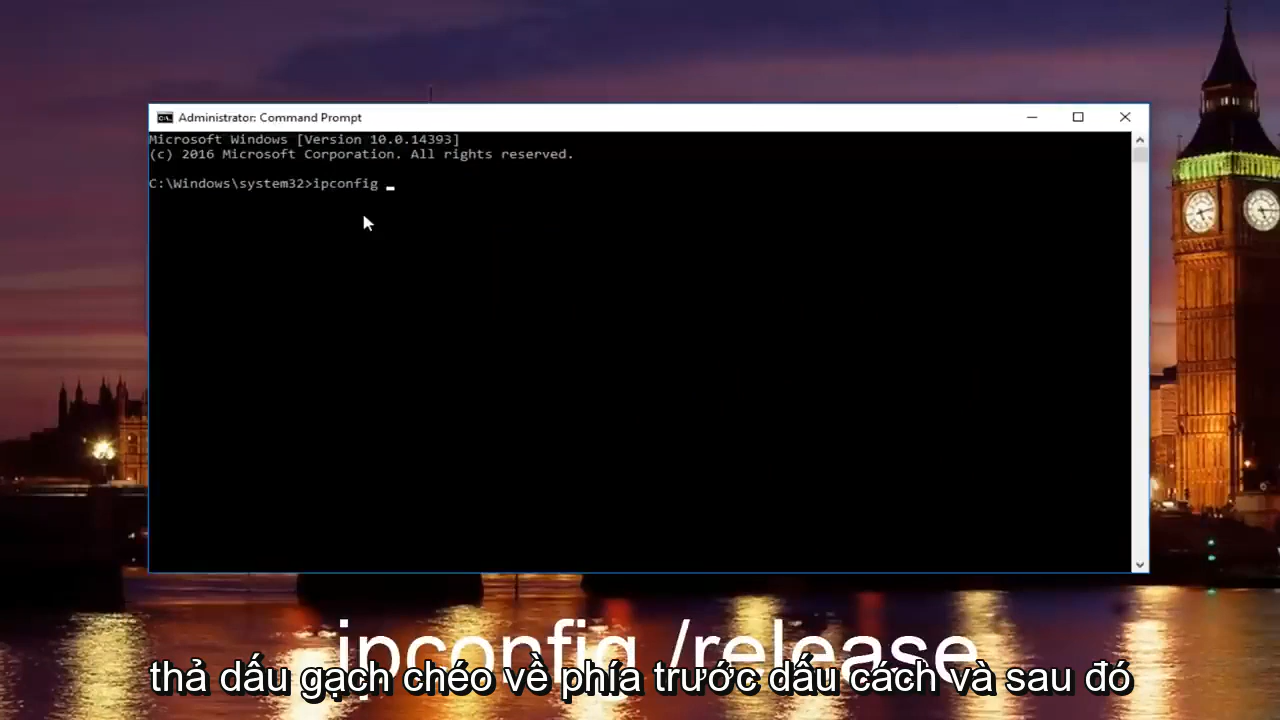 Administrator: Command Prompt
Microsoft Windows [Version 10.0.14393]
(c) 2016 Microsoft Corporation. All rights reserved.
C:\Windows\system32>ipconfig _
ipconfig /release
thả dấu gạch chéo về phía trước dấu cách và sau đó